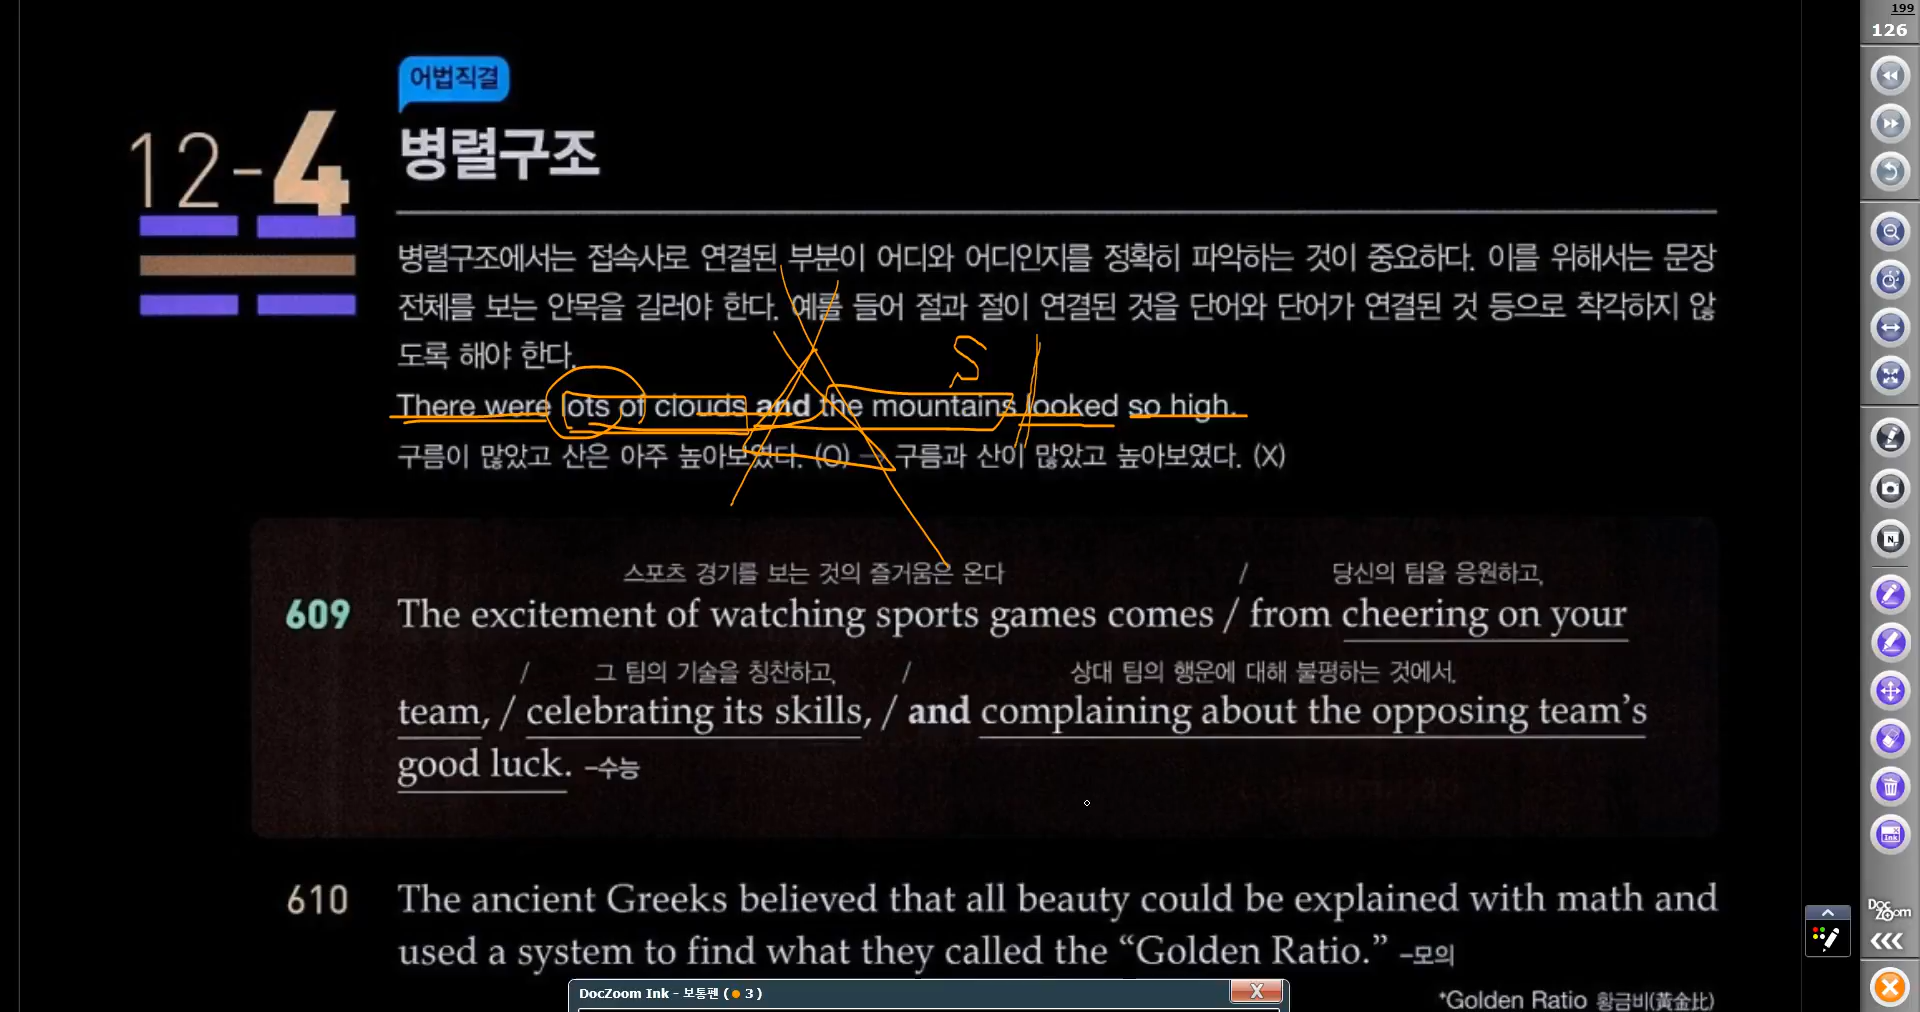 199
126
어법직결
12-4
병렬구조
병렬구조에서는 접속사로 연결된 부분이 어디와 어디인지를 정확히 파악하는 것이 중요하다. 이를 위해서는 문장
전체를 보는 안목을 길러야 한다. 예를 들어 절과 절이 연결된 것을 단어와 단어가 연결된 것 등으로 착각하지 않
도록 해야 한다.
S
There were lots of clouds and the mountains looked so high.
구름이 많았고 산은 아주 높아보였다. (O) → 구름과 산이 많았고 높아보였다. (X)
스포츠 경기를 보는 것의 즐거움은 온다 / 당신의 팀을 응원하고,
609 The excitement of watching sports games comes / from cheering on your
/ 그 팀의 기술을 칭찬하고, / 상대 팀의 행운에 대해 불평하는 것에서.
team, / celebrating its skills, / and complaining about the opposing team's
good luck. –수능
610 The ancient Greeks believed that all beauty could be explained with math and
used a system to find what they called the “Golden Ratio.” –모의
*Golden Ratio 황금비(黃金比)
DocZoom Ink - 보통펜 ( 3 )
Doc
Zoom
N
Ink